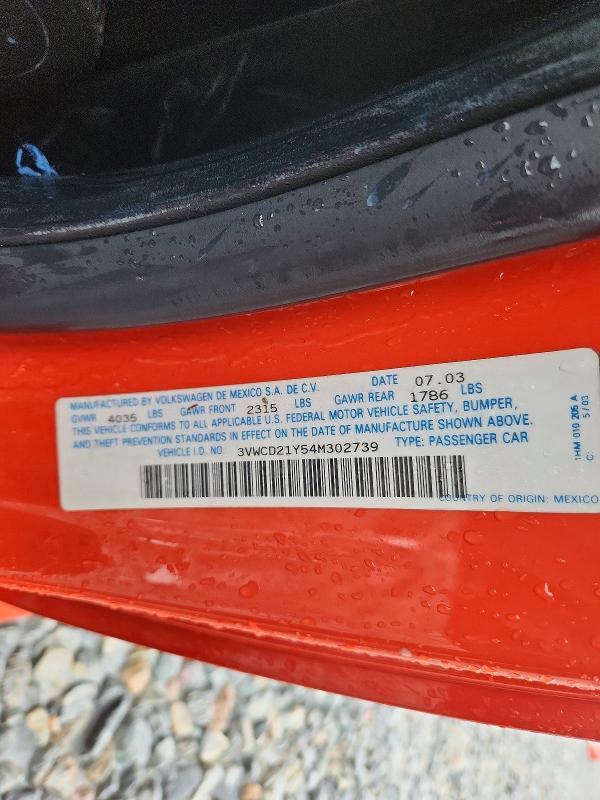 MANUFACTURED BY VOLKSWAGEN DE MEXICO S.A. DE C.V. DATE 07.03
GVWR 4035 LBS GAWR FRONT 2315 LBS GAWR REAR 1786 LBS
THIS VEHICLE CONFORMS TO ALL APPLICABLE U.S. FEDERAL MOTOR VEHICLE SAFETY, BUMPER,
AND THEFT PREVENTION STANDARDS IN EFFECT ON THE DATE OF MANUFACTURE SHOWN ABOVE.
VEHICLE I.D. NO: 3VWCD21Y54M302739 TYPE: PASSENGER CAR
COUNTRY OF ORIGIN: MEXICO
1HM 010 205 A
C: 5/03